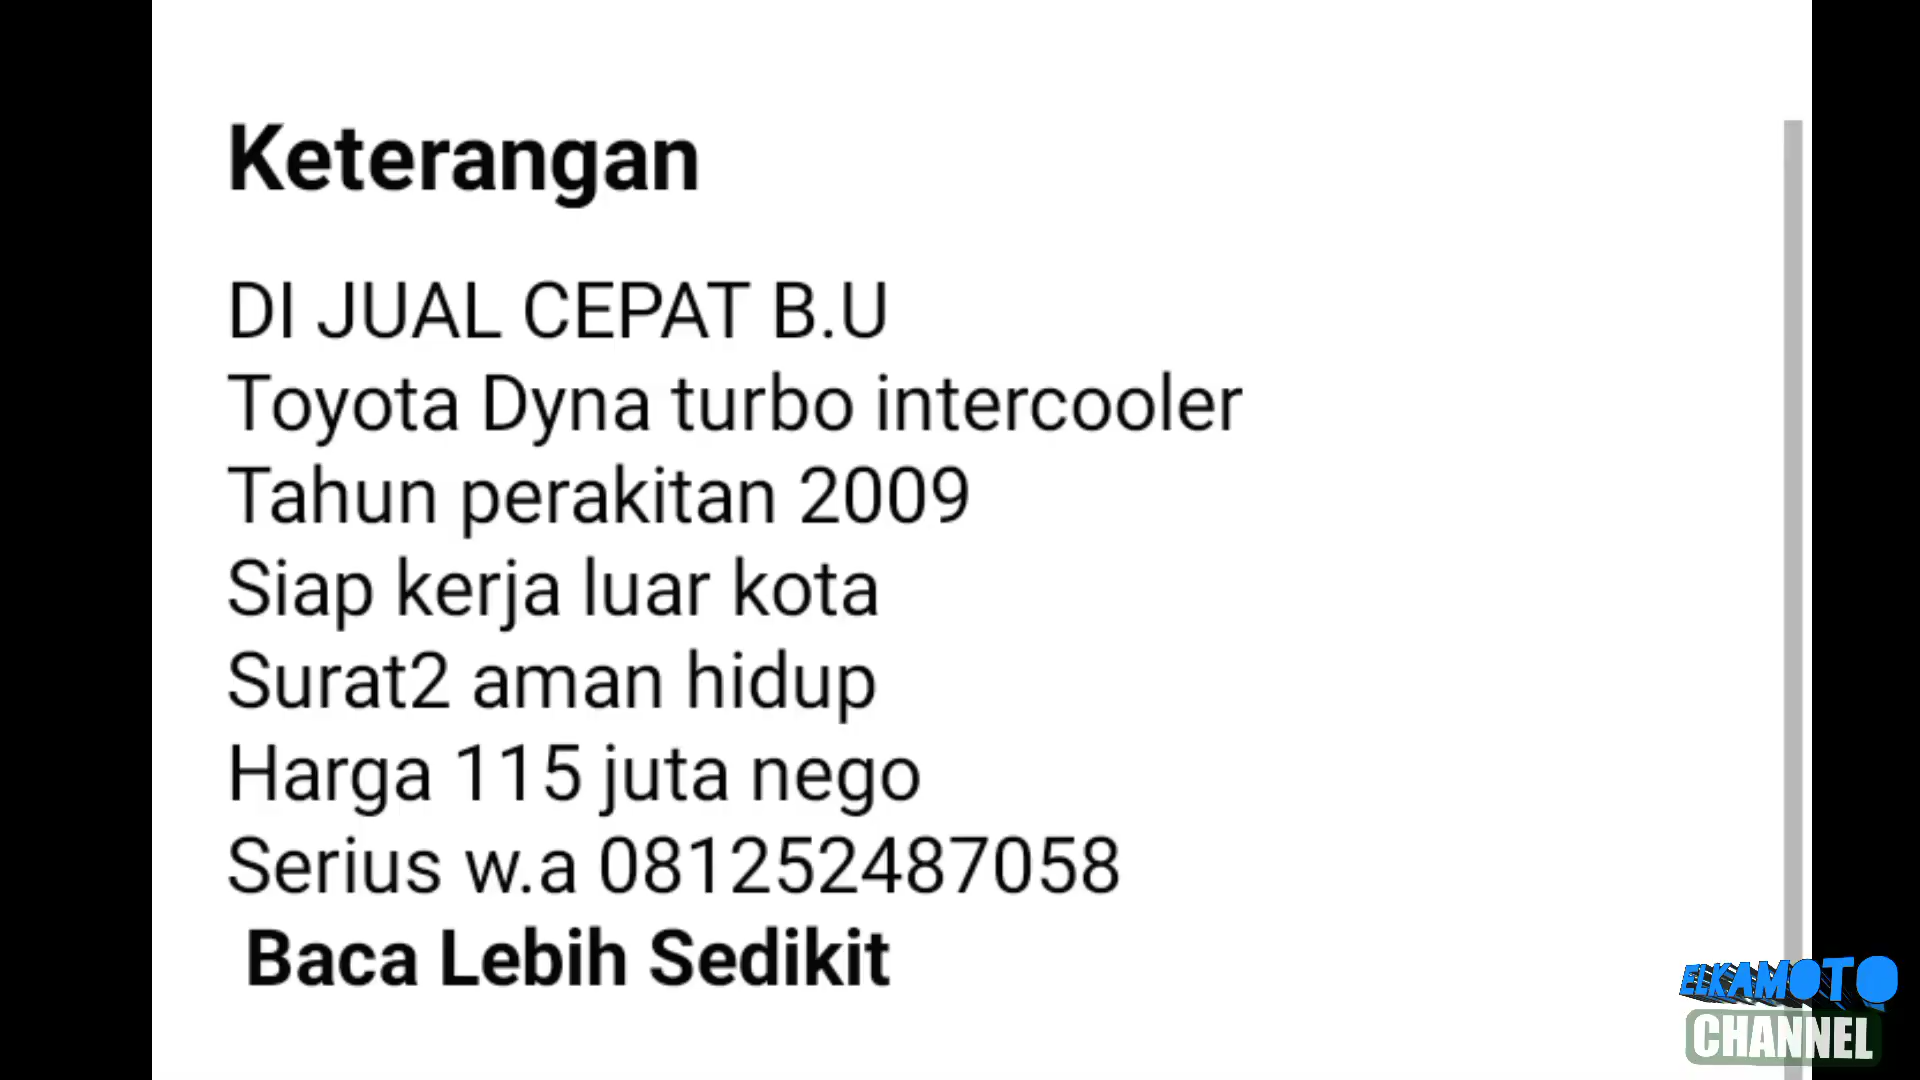 Keterangan
DI JUAL CEPAT B.U
Toyota Dyna turbo intercooler
Tahun perakitan 2009
Siap kerja luar kota
Surat2 aman hidup
Harga 115 juta nego
Serius w.a 081252487058
Baca Lebih Sedikit
ELKAMOTO
CHANNEL